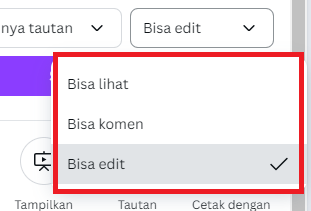 nya tautan
Bisa edit
Bisa lihat
Bisa komen
Bisa edit
Tampilkan
Tautan
Cetak dengan